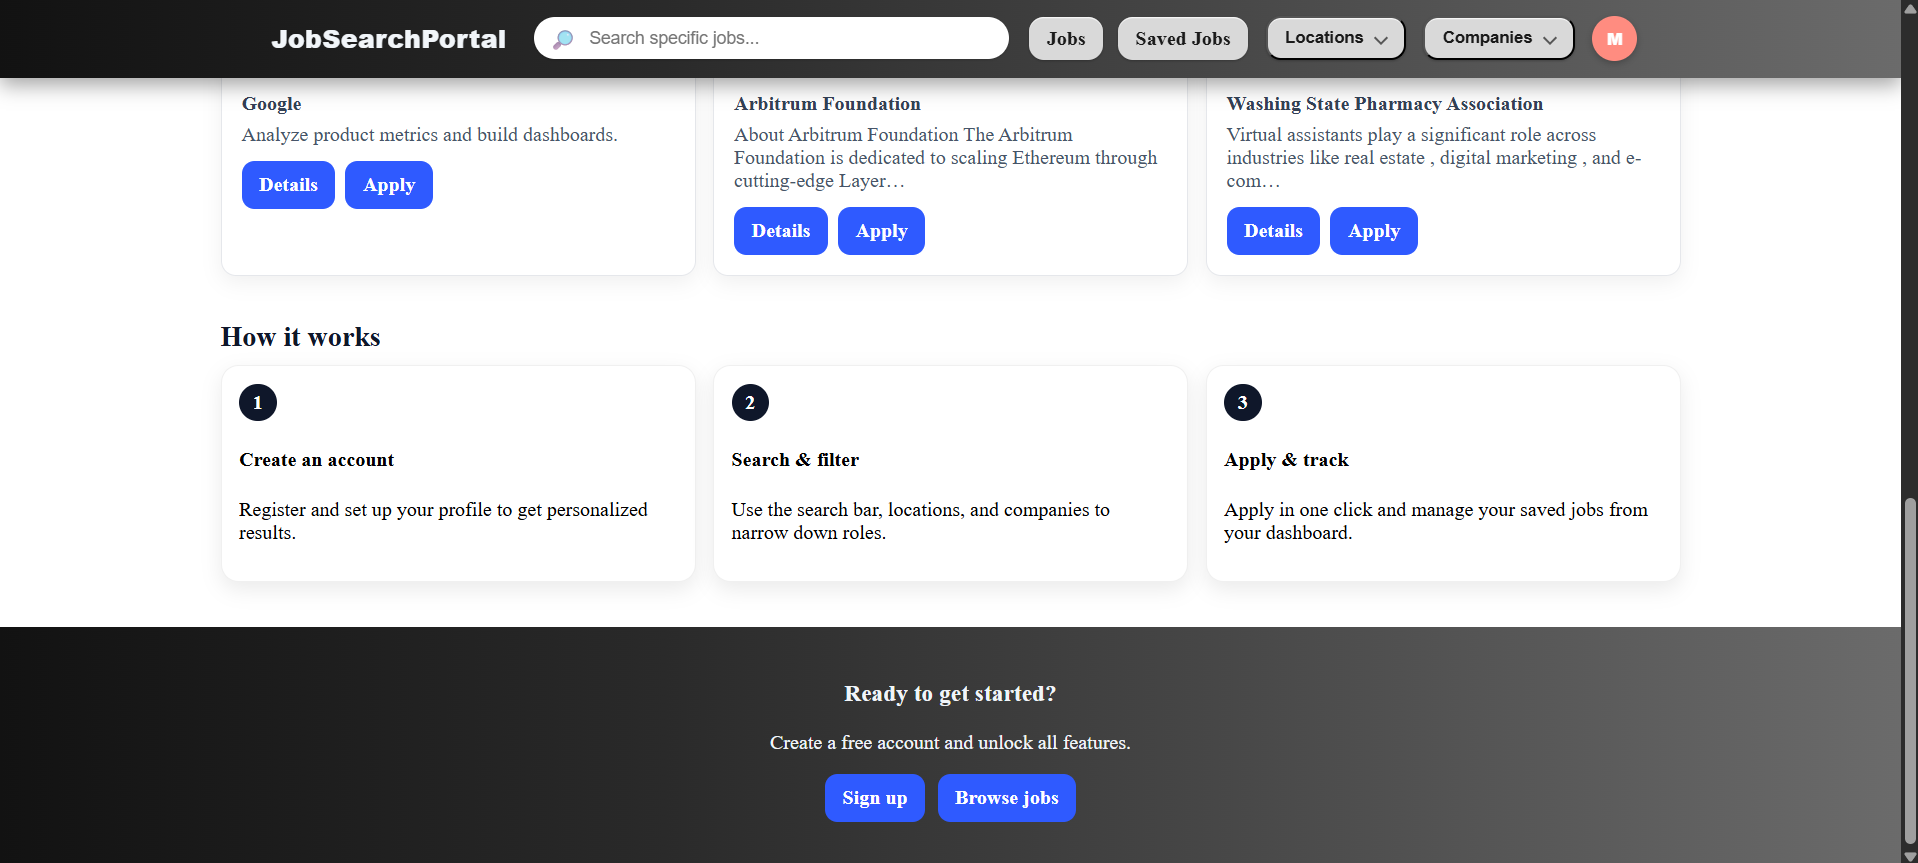 JobSearchPortal
Search specific jobs...
Jobs
Saved Jobs
Locations
Companies
M
Google
Analyze product metrics and build dashboards.
Details
Apply
Arbitrum Foundation
About Arbitrum Foundation The Arbitrum
Foundation is dedicated to scaling Ethereum through
cutting-edge Layer…
Details
Apply
Washing State Pharmacy Association
Virtual assistants play a significant role across
industries like real estate , digital marketing , and e-
com…
Details
Apply
How it works
1
Create an account
Register and set up your profile to get personalized
results.
2
Search & filter
Use the search bar, locations, and companies to
narrow down roles.
3
Apply & track
Apply in one click and manage your saved jobs from
your dashboard.
Ready to get started?
Create a free account and unlock all features.
Sign up
Browse jobs